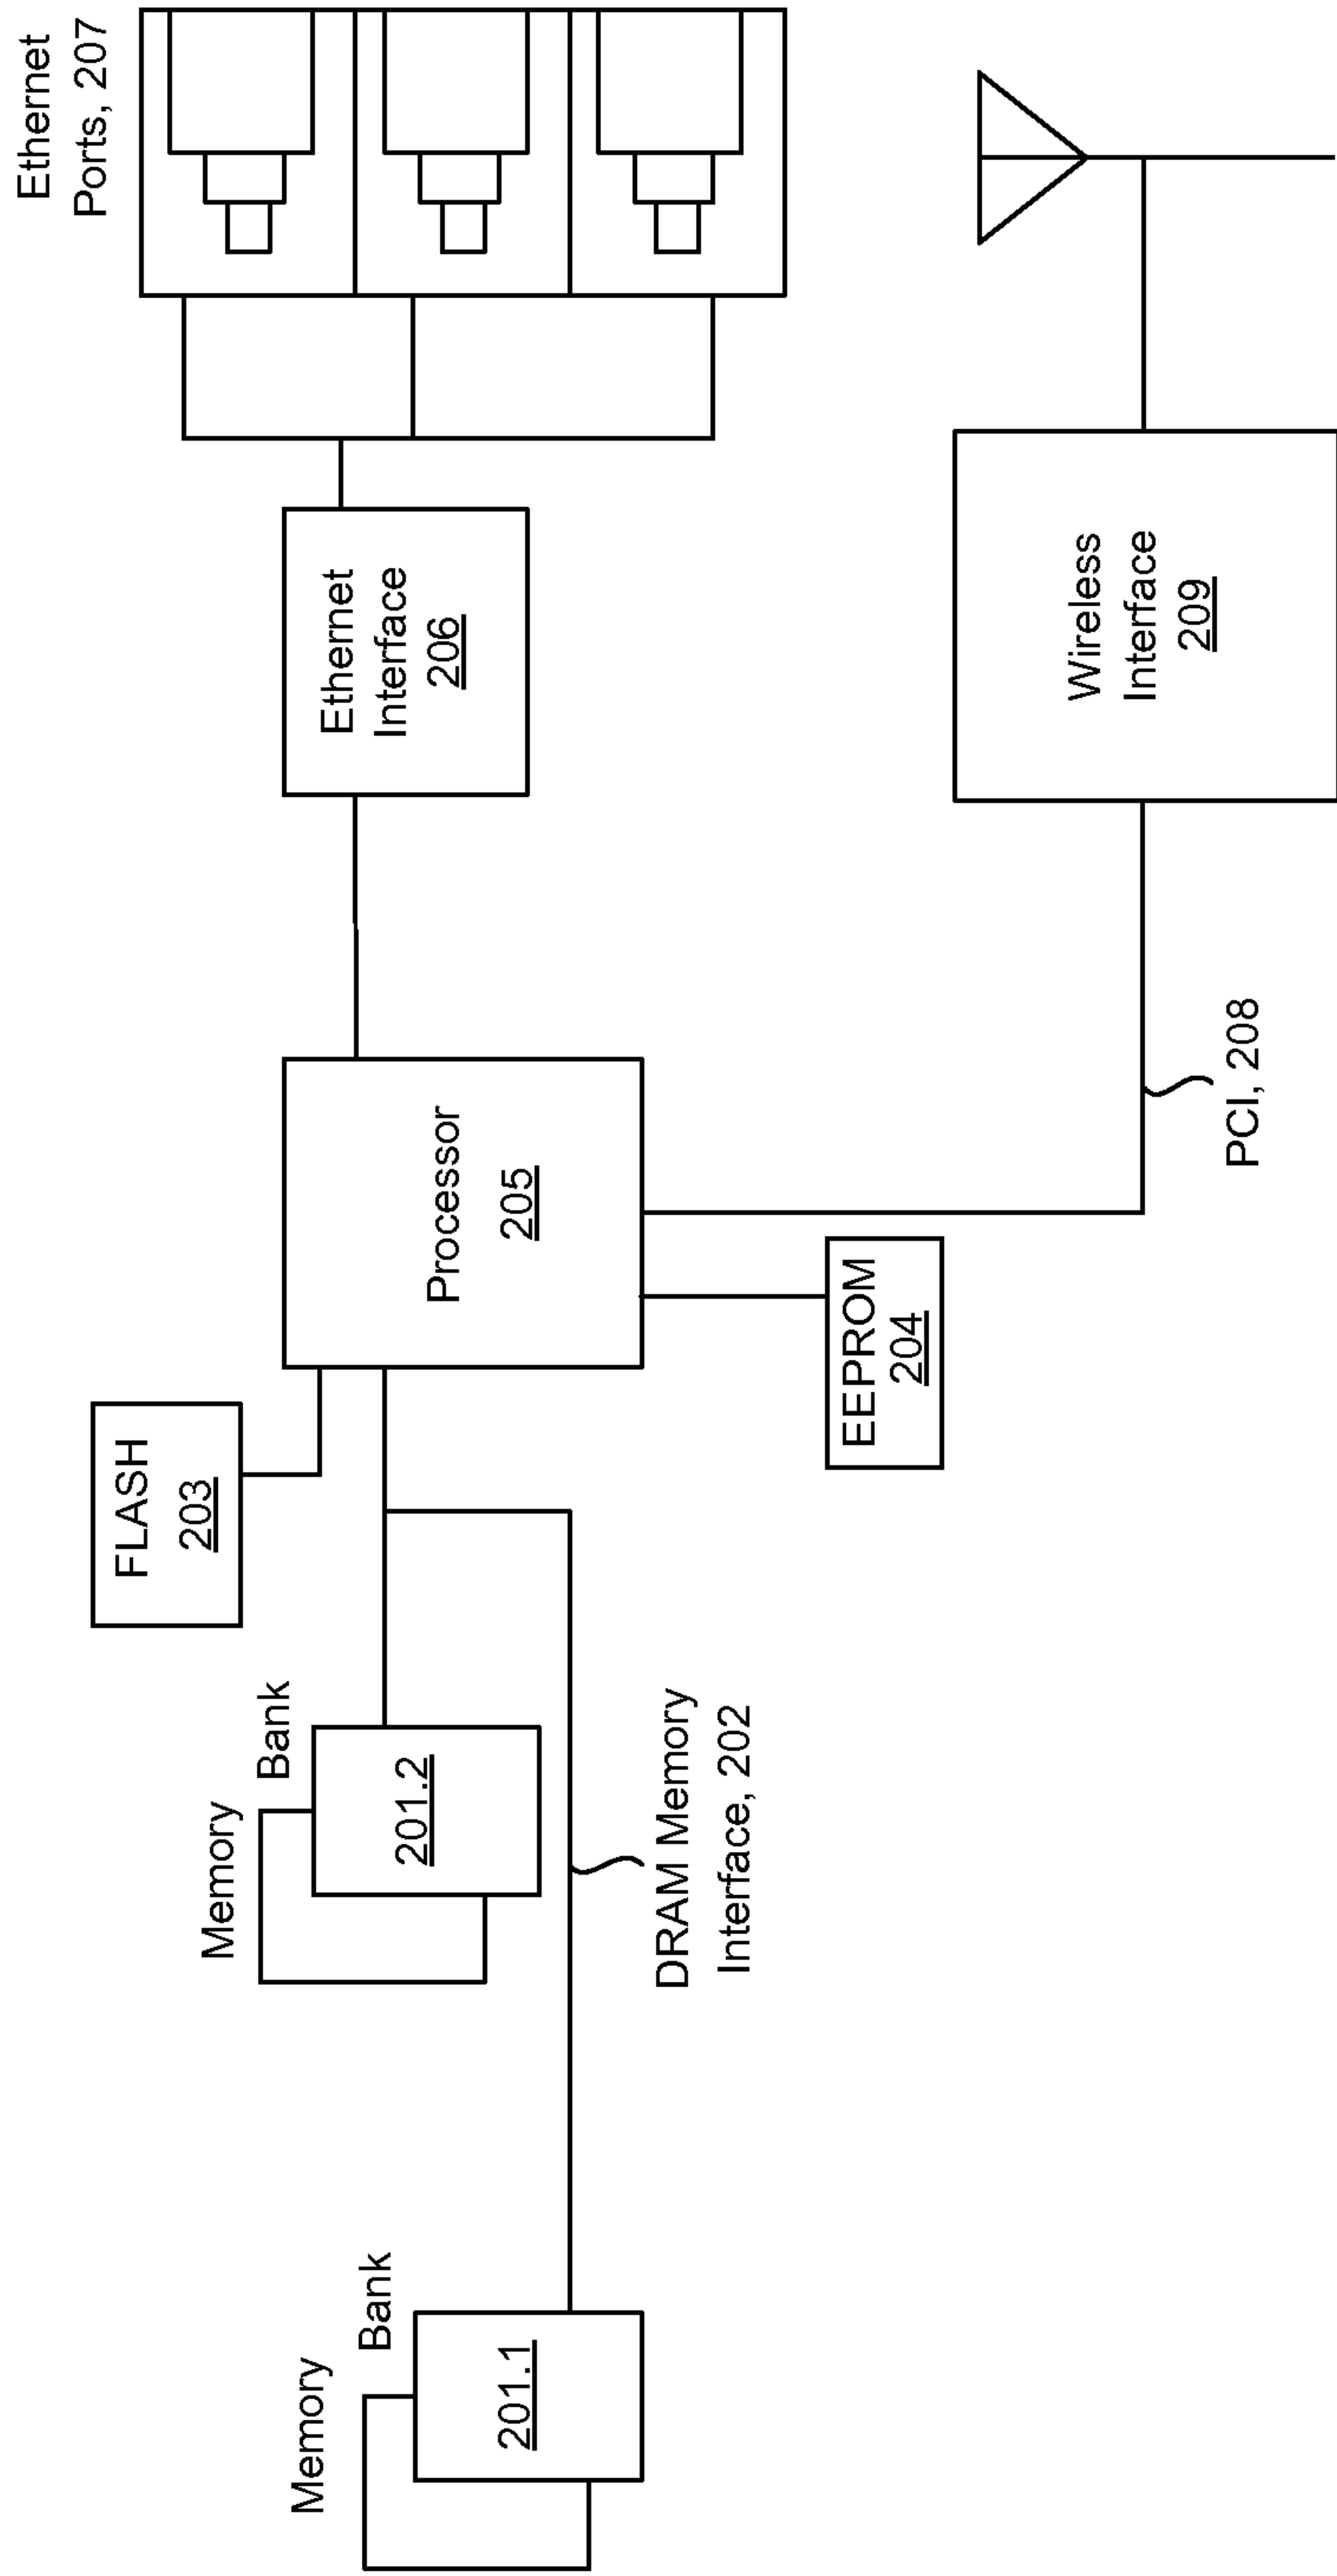 Memory
Bank
201.1
Memory
Bank
201.2
DRAM Memory
Interface, 202
FLASH
203
EEPROM
204
Processor
205
PCI, 208
Ethernet
Interface
206
Wireless
Interface
209
Ethernet
Ports, 207